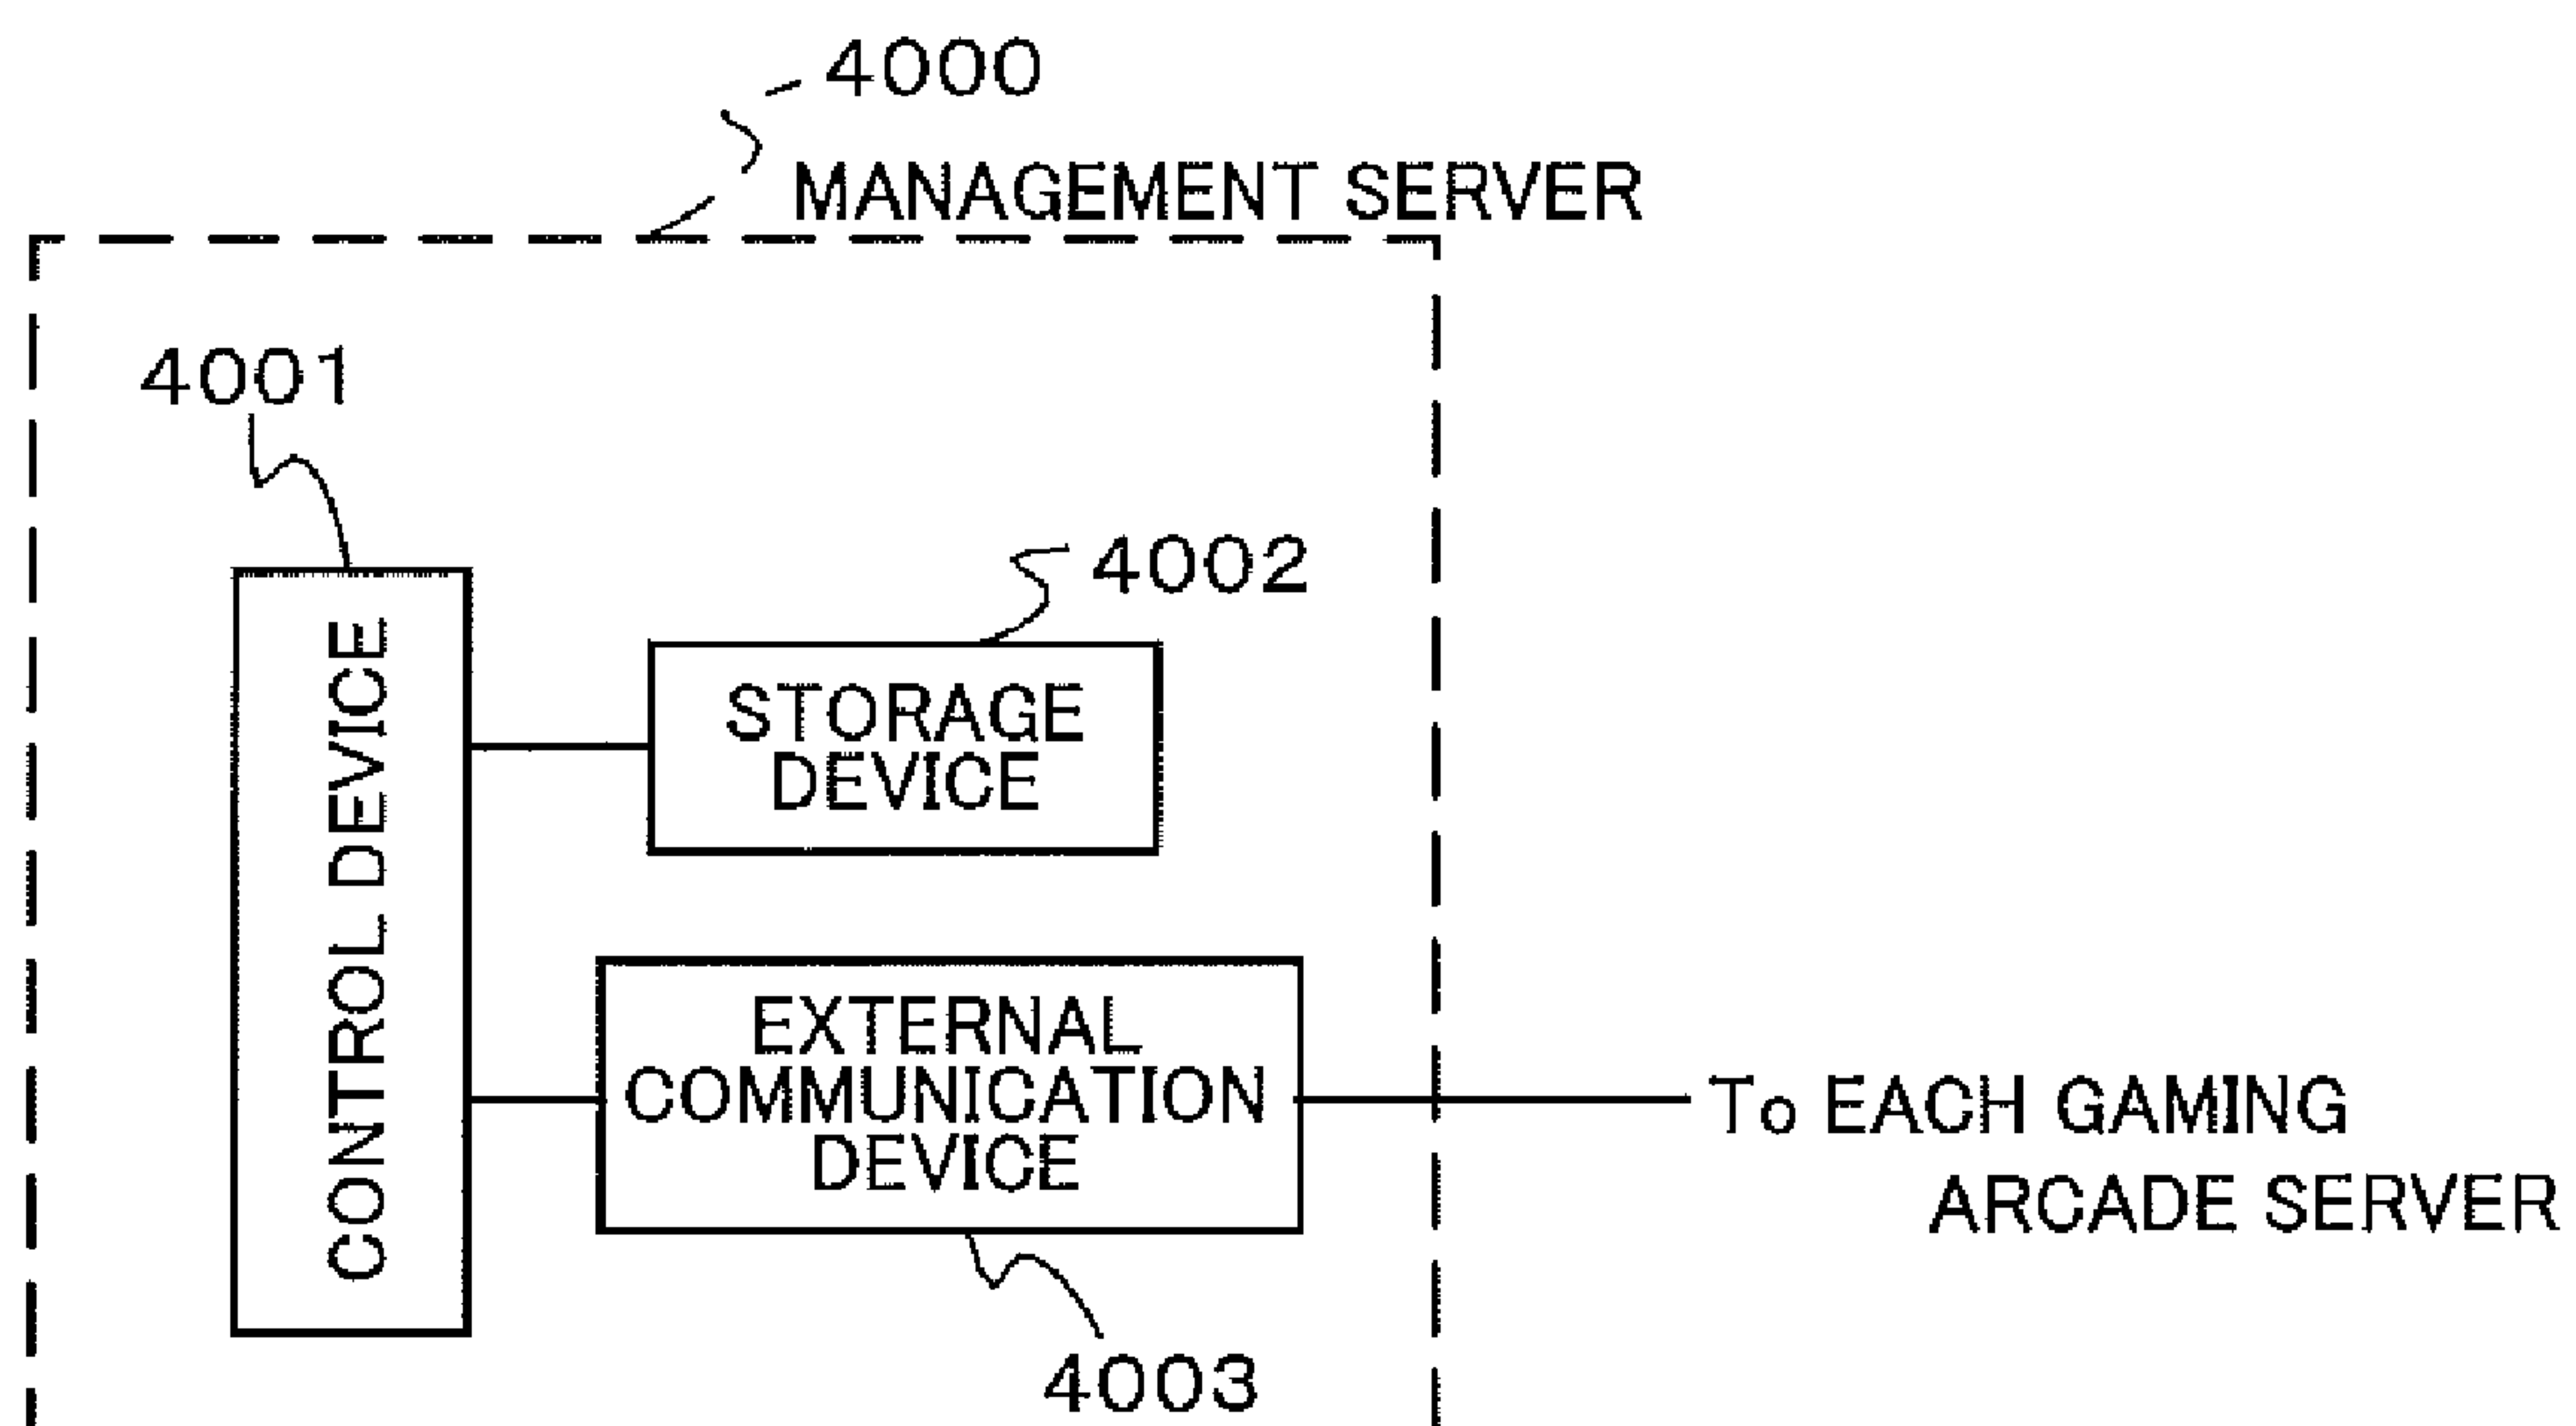 4000
MANAGEMENT SERVER
4001
4002
CONTROL DEVICE
STORAGE
DEVICE
EXTERNAL
COMMUNICATION
DEVICE
To EACH GAMING
ARCADE SERVER
4003